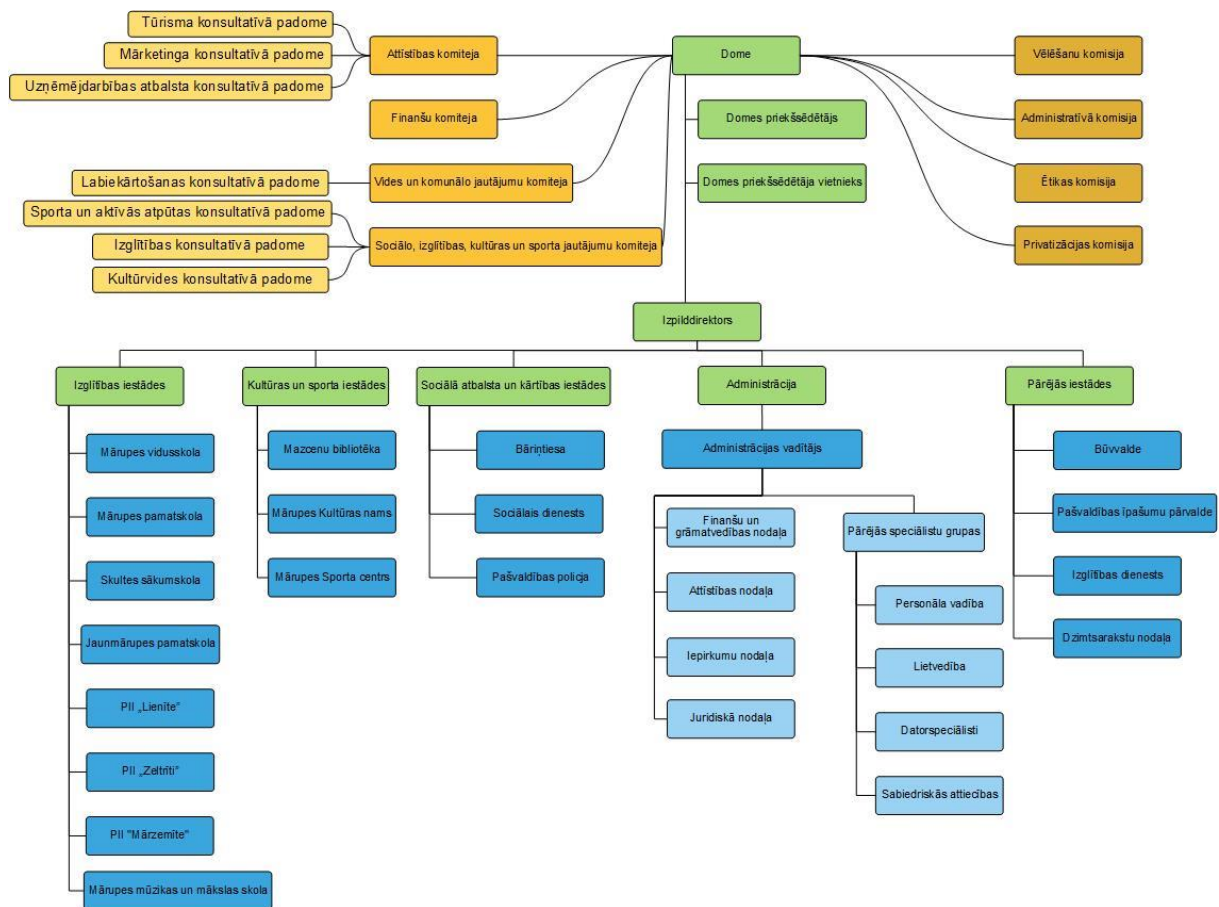 Tūrisma konsultatīvā padome
Mārketinga konsultatīvā padome
Uzņēmējdarbības atbalsta konsultatīvā padome
Attīstības komiteja
Dome
Vēlēšanu komisija
Finanšu komiteja
Domes priekšsēdētājs
Administratīvā komisija
Labiekārtošanas konsultatīvā padome
Vides un komunālo jautājumu komiteja
Domes priekšsēdētāja vietnieks
Ētikas komisija
Sporta un aktīvās atpūtas konsultatīvā padome
Izglītības konsultatīvā padome
Kultūrvides konsultatīvā padome
Sociālo, izglītības, kultūras un sporta jautājumu komiteja
Privatizācijas komisija
Izpilddirektors
Izglītības iestādes
Kultūras un sporta iestādes
Sociālā atbalsta un kārtības iestādes
Administrācija
Pārējās iestādes
Mārupes vidusskola
Mārupes pamatskola
Skultes sākumskola
Jaunmārupes pamatskola
PII „Lienīte”
PII „Zeltrīti”
PII "Mārzemīte"
Mārupes mūzikas un mākslas skola
Mazcenu bibliotēka
Mārupes Kultūras nams
Mārupes Sporta centrs
Bāriņtiesa
Sociālais dienests
Pašvaldības policija
Administrācijas vadītājs
Finanšu un
grāmatvedības nodaļa
Attīstības nodaļa
Iepirkumu nodaļa
Juridiskā nodaļa
Pārējās speciālistu grupas
Personāla vadība
Lietvedība
Datorspeciālisti
Sabiedriskās attiecības
Būvvalde
Pašvaldības īpašumu pārvalde
Izglītības dienests
Dzimtsarakstu nodaļa